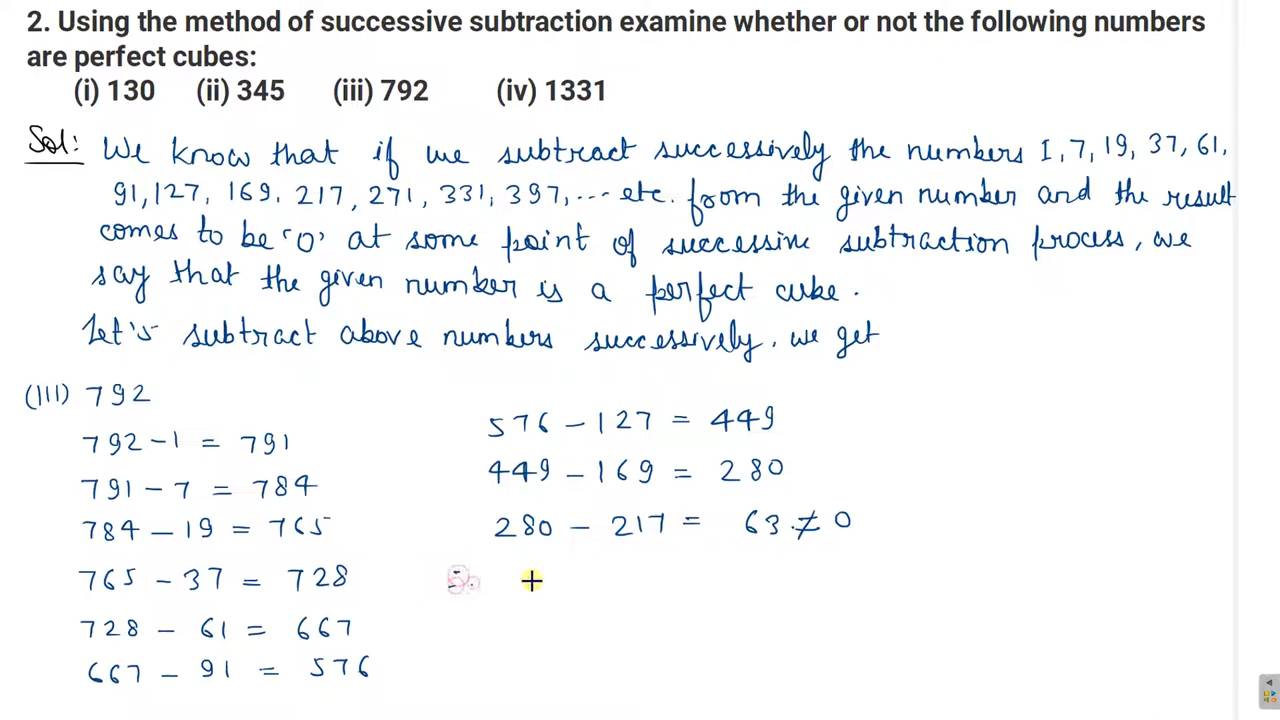 2. Using the method of successive subtraction examine whether or not the following numbers
are perfect cubes:
(i) 130 (ii) 345 (iii) 792 (iv) 1331
Sol: We know that if we subtract successively the numbers 1, 7, 19, 37, 61,
91, 127, 169, 217, 271, 331, 397, ... etc. from the given number and the result
comes to be '0' at some point of successive subtraction process, we
say that the given number is a perfect cube.
Let's subtract above numbers successively, we get
(III) 792
792 - 1 = 791
791 - 7 = 784
784 - 19 = 765
765 - 37 = 728
728 - 61 = 667
667 - 91 = 576
576 - 127 = 449
449 - 169 = 280
280 - 217 = 63 ≠ 0
So